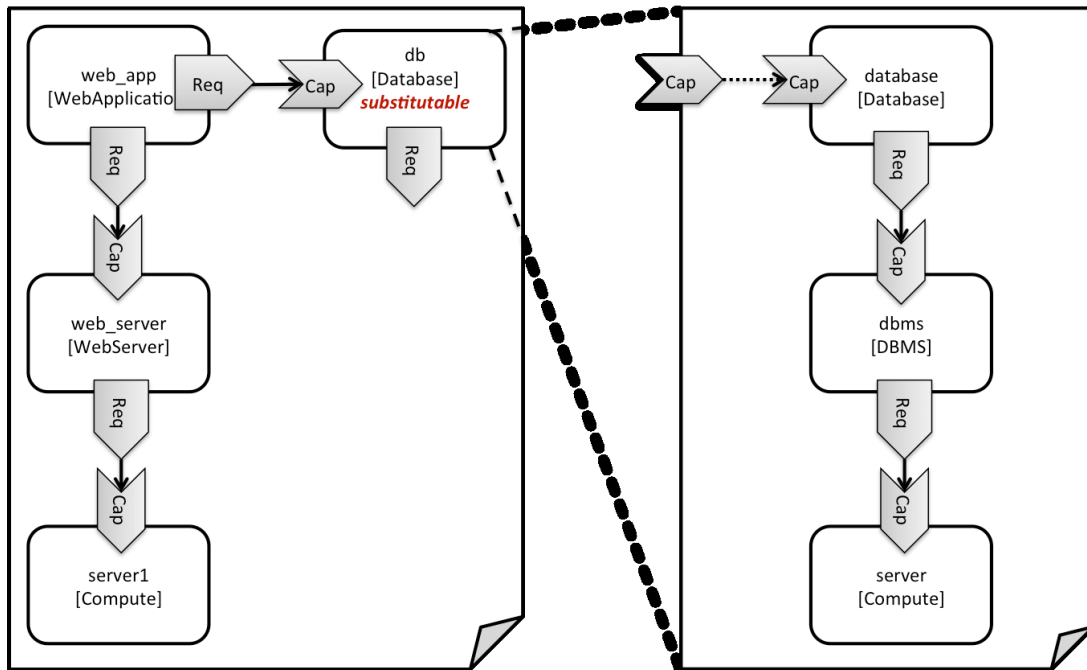 web_app
[WebApplicatio
Req
Cap
db
[Database]
substitutable
Req
Req
Cap
web_server
[WebServer]
Req
Cap
server1
[Compute]
Cap
Cap
database
[Database]
Req
Cap
dbms
[DBMS]
Req
Cap
server
[Compute]